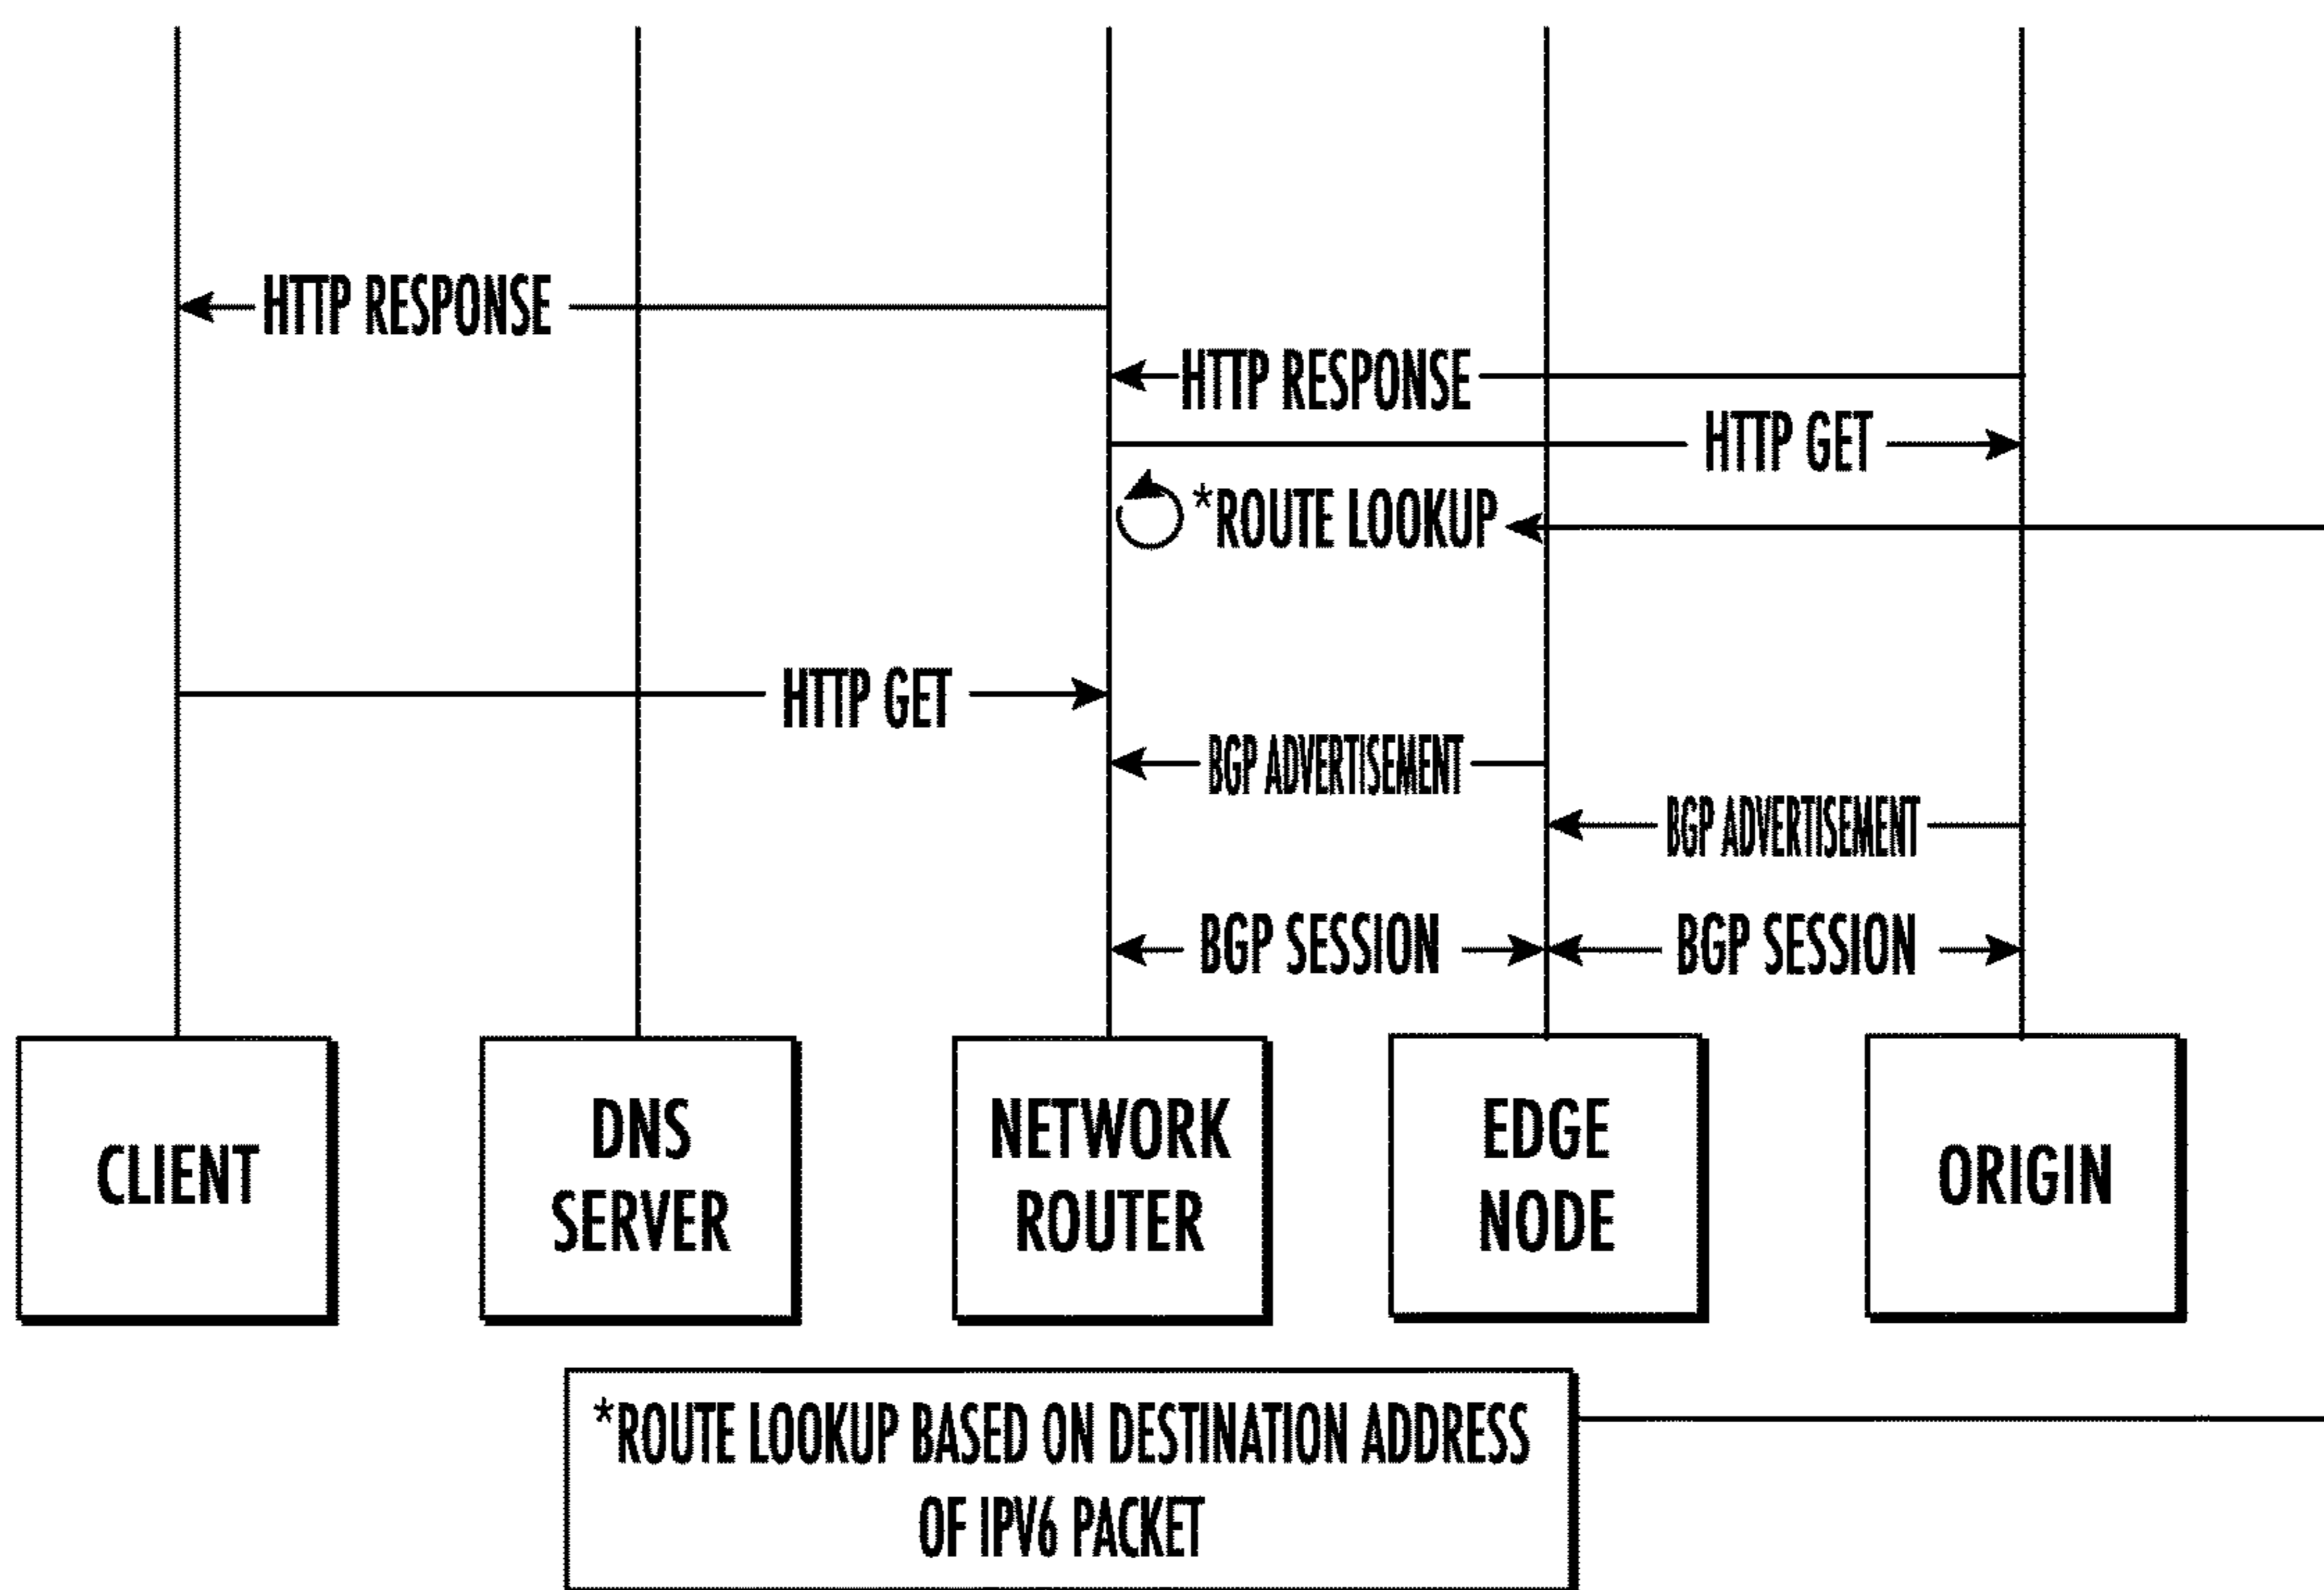 HTTP RESPONSE
HTTP RESPONSE
HTTP GET
*ROUTE LOOKUP
HTTP GET
BGP ADVERTISEMENT
BGP ADVERTISEMENT
BGP SESSION
BGP SESSION
CLIENT
DNS
SERVER
NETWORK
ROUTER
EDGE
NODE
ORIGIN
*ROUTE LOOKUP BASED ON DESTINATION ADDRESS
OF IPV6 PACKET